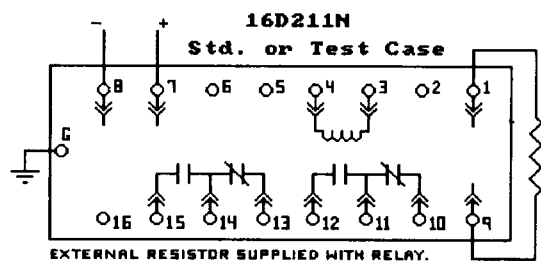 16D211N
Std. or Test Case
- +
8 7 6 5 4 3 2 1
G
16 15 14 13 12 11 10 9
EXTERNAL RESISTOR SUPPLIED WITH RELAY.